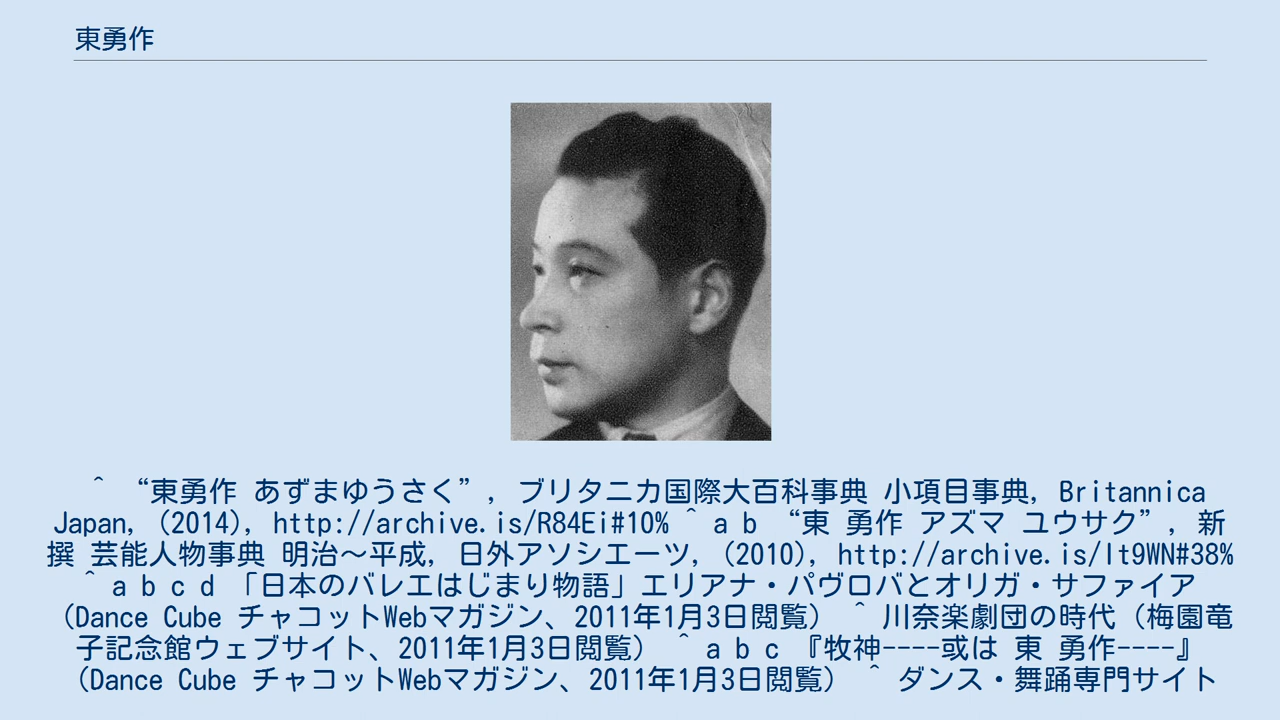 東勇作
^ “東勇作 あずまゆうさく”, ブリタニカ国際大百科事典 小項目事典, Britannica
Japan, (2014), http://archive.is/R84Ei#10% ^ a b “東 勇作 アズマ ユウサク”, 新
撰 芸能人物事典 明治〜平成, 日外アソシエーツ, (2010), http://archive.is/It9WN#38%
^ a b c d 「日本のバレエはじまり物語」エリアナ・パヴロバとオリガ・サファイア
（Dance Cube チャコットWebマガジン、2011年1月3日閲覧） ^ 川奈楽劇団の時代（梅園竜
子記念館ウェブサイト、2011年1月3日閲覧） ^ a b c 『牧神----或は 東 勇作----』
（Dance Cube チャコットWebマガジン、2011年1月3日閲覧） ^ ダンス・舞踊専門サイト